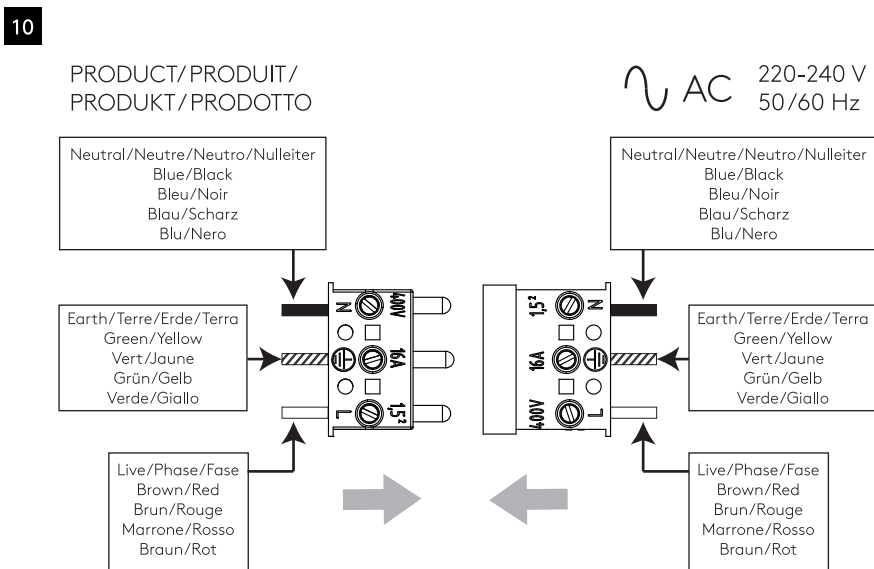 10
PRODUCT/PRODUIT/
PRODUKT/PRODOTTO
AC
220-240 V
50/60 Hz
Neutral/Neutre/Neutro/Nulleiter
Blue/Black
Bleu/Noir
Blau/Scharz
Blu/Nero
Neutral/Neutre/Neutro/Nulleiter
Blue/Black
Bleu/Noir
Blau/Scharz
Blu/Nero
Earth/Terre/Erde/Terra
Green/Yellow
Vert/Jaune
Grün/Gelb
Verde/Giallo
N
400V
16A
L
1,5²
1,5²
N
16A
400V
L
Earth/Terre/Erde/Terra
Green/Yellow
Vert/Jaune
Grün/Gelb
Verde/Giallo
Live/Phase/Fase
Brown/Red
Brun/Rouge
Marrone/Rosso
Braun/Rot
Live/Phase/Fase
Brown/Red
Brun/Rouge
Marrone/Rosso
Braun/Rot